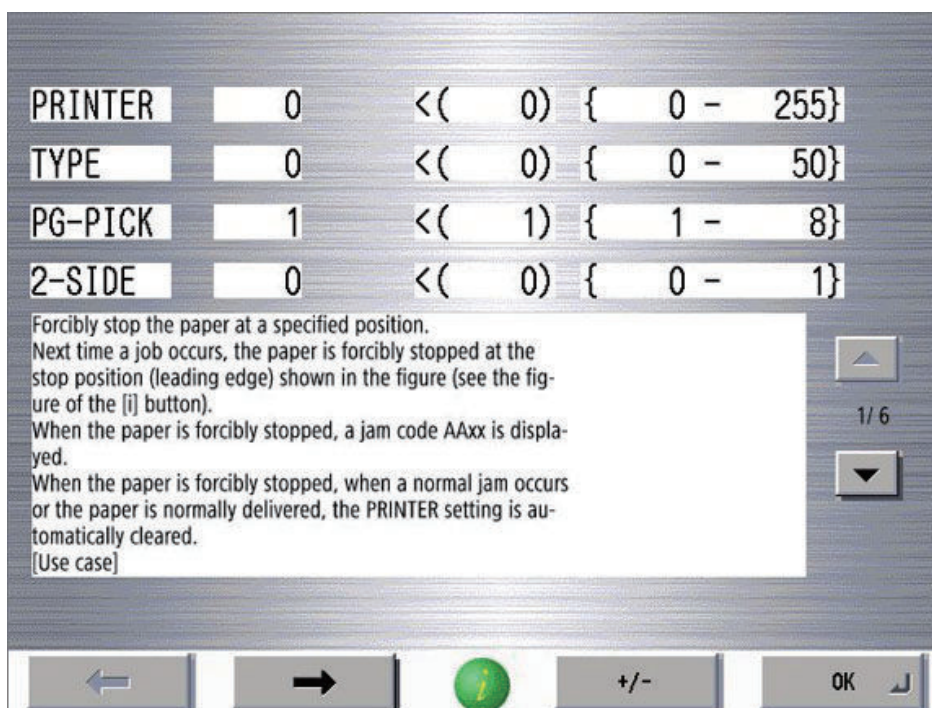 PRINTER 0 <( 0) { 0 - 255}
TYPE 0 <( 0) { 0 - 50}
PG-PICK 1 <( 1) { 1 - 8}
2-SIDE 0 <( 0) { 0 - 1}
Forcibly stop the paper at a specified position.
Next time a job occurs, the paper is forcibly stopped at the
stop position (leading edge) shown in the figure (see the fig-
ure of the [i] button).
When the paper is forcibly stopped, a jam code AAxx is displa-
yed.
When the paper is forcibly stopped, when a normal jam occurs
or the paper is normally delivered, the PRINTER setting is au-
tomatically cleared.
[Use case]
1/ 6
i
+/-
OK